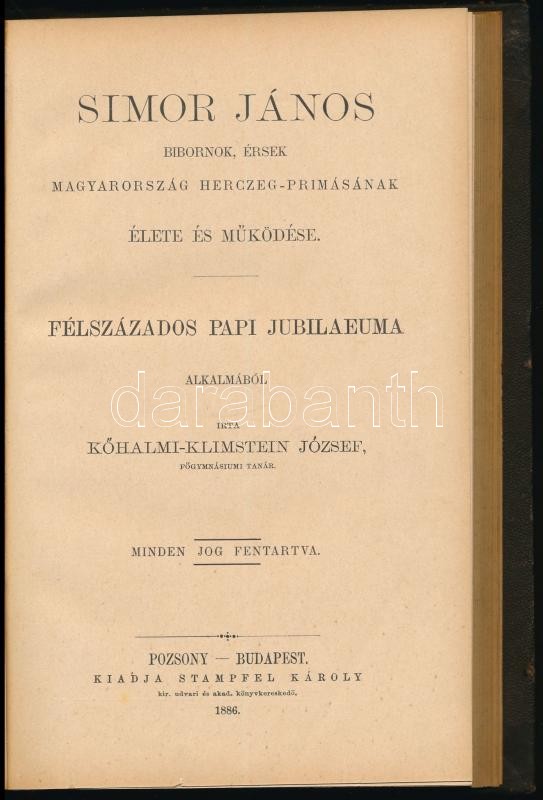 SIMOR JÁNOS
BIBORNOK, ÉRSEK
MAGYARORSZÁG HERCZEG-PRIMÁSÁNAK
ÉLETE ÉS MŰKÖDÉSE.
FÉLSZÁZADOS PAPI JUBILAEUMA
ALKALMÁBÓL
darabanth
IRTA
KŐHALMI-KLIMSTEIN JÓZSEF,
FŐGYMNÁSIUMI TANÁR.
MINDEN JOG FENTARTVA.
POZSONY — BUDAPEST.
KIADJA STAMPFEL KÁROLY
kir. udvari és akad. könyvkereskedő.
1886.